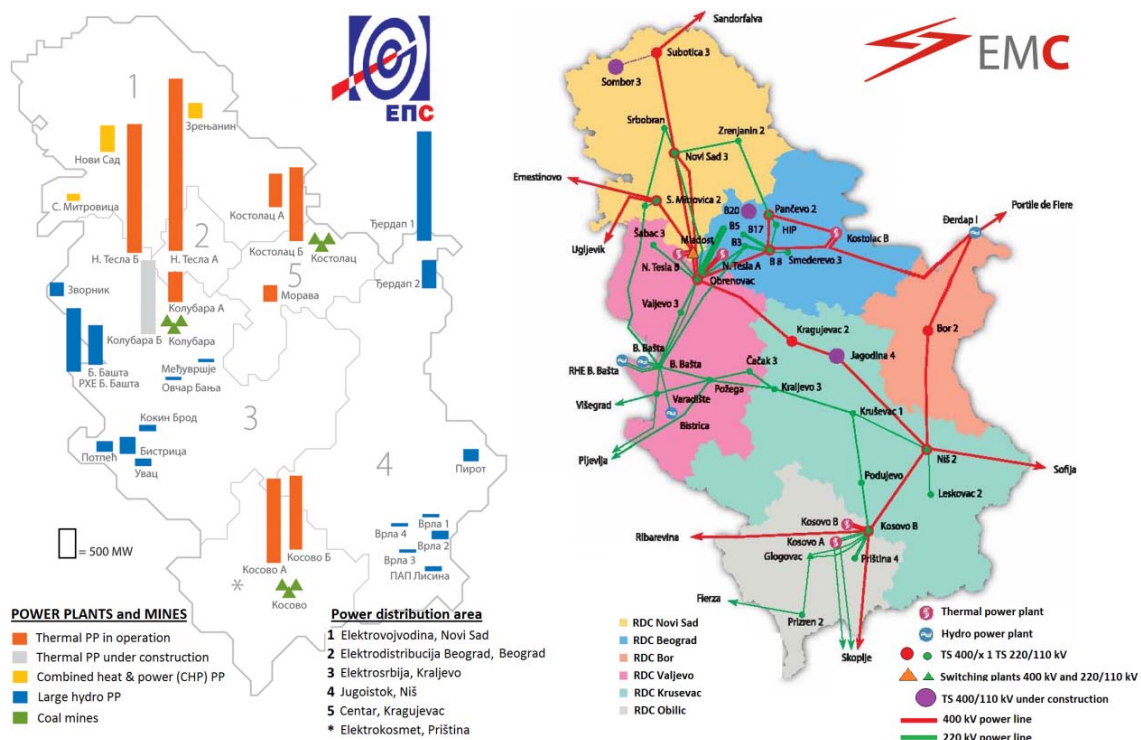 1
ЕПС
Зрењанин
Нови Сад
С. Митровица
Костолац А
Ђердап 1
2
Костолац Б
Костолац
Н. Тесла Б
Н. Тесла А
5
Ђердап 2
Зворник
Колубара А
Морава
Колубара
Колубара Б
Б. Башта
РХЕ Б. Башта
Међувршје
Овчар Бања
3
Кокин Брод
Потпећ
Бистрица
Увац
4
Пирот
= 500 MW
Врла 1
Врла 4
Врла 2
Врла 3
ПАП Лисина
Косово А
Косово Б
*
Косово
POWER PLANTS and MINES
Thermal PP in operation
Thermal PP under construction
Combined heat & power (CHP) PP
Large hydro PP
Coal mines
Power distribution area
1 Elektrovojvodina, Novi Sad
2 Elektrodistribucija Beograd, Beograd
3 Elektrosrbija, Kraljevo
4 Jugoistok, Niš
5 Centar, Kragujevac
* Elektrokosmet, Priština
Sandorfalva
EMC
Subotica 3
Sombor 3
Srbobran
Zrenjanin 2
Novi Sad 3
Ernestinovo
S. Mitrovica 2
B20
Pančevo 2
Portile de Fiere
Đerdap I
B5
B17
HIP
Kostolac B
Ugljevik
Šabac 3
Mladost
B3
N. Tesla B
N. Tesla A
B 8
Smederevo 3
Obrenovac
Valjevo 3
Kragujevac 2
Bor 2
Jagodina 4
B. Bašta
RHE B. Bašta
B. Bašta
Čačak 3
Požega
Kraljevo 3
Višegrad
Varadište
Kruševac 1
Bistrica
Pljevlja
Niš 2
Sofija
Podujevo
Leskovac 2
Kosovo B
Kosovo B
Ribarevina
Kosovo A
Glogovac
Priština 4
Fierza
Prizren 2
Skoplje
RDC Novi Sad
RDC Beograd
RDC Bor
RDC Valjevo
RDC Krusevac
RDC Obilic
Thermal power plant
Hydro power plant
TS 400/x 1 TS 220/110 kV
Switching plants 400 kV and 220/110 kV
TS 400/110 kV under construction
400 kV power line
220 kV power line